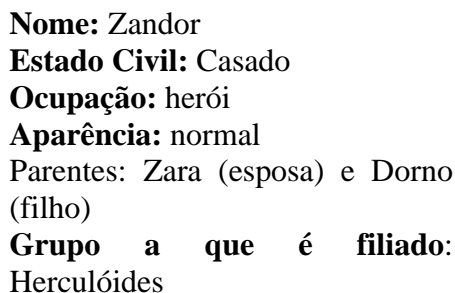 Nome: Zandor
Estado Civil: Casado
Ocupação: herói
Aparência: normal
Parentes: Zara (esposa) e Dorno
(filho)
Grupo a que é filiado:
Herculóides